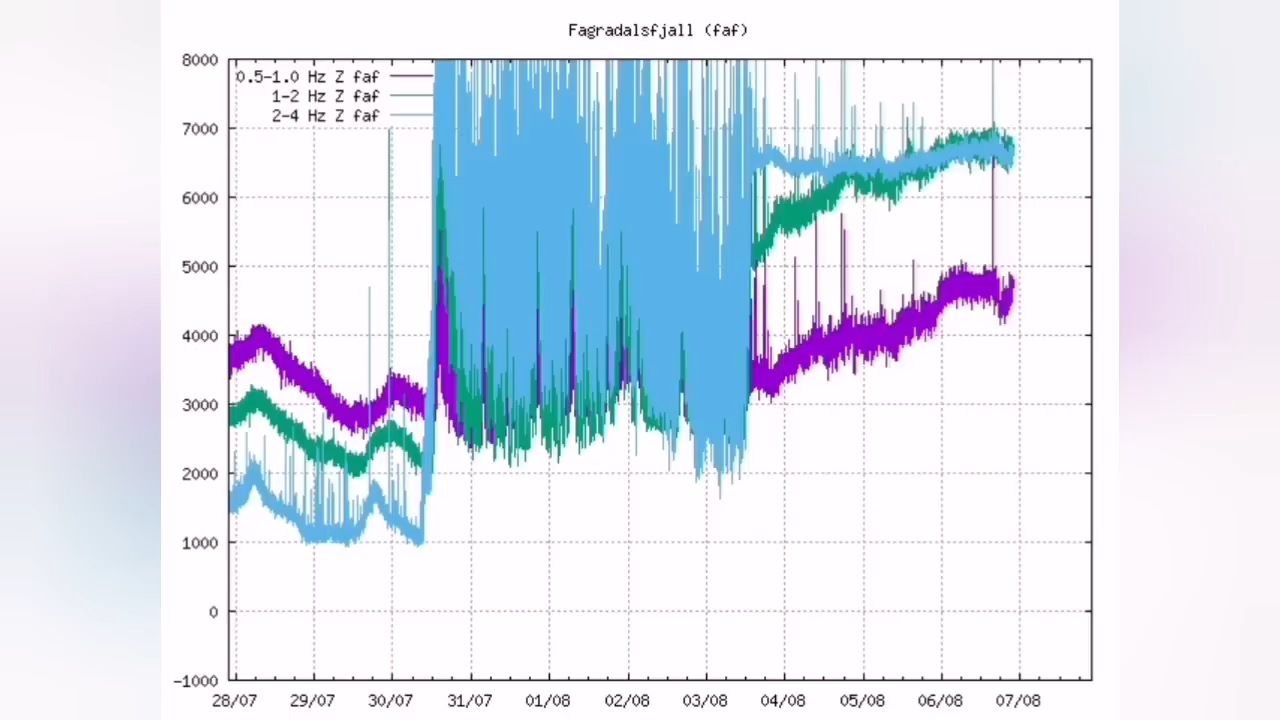 Fagradalsfjall (faf)
8000
0.5-1.0 Hz Z faf
1-2 Hz Z faf
2-4 Hz Z faf
7000
6000
5000
4000
3000
2000
1000
0
-1000
28/07 29/07 30/07 31/07 01/08 02/08 03/08 04/08 05/08 06/08 07/08